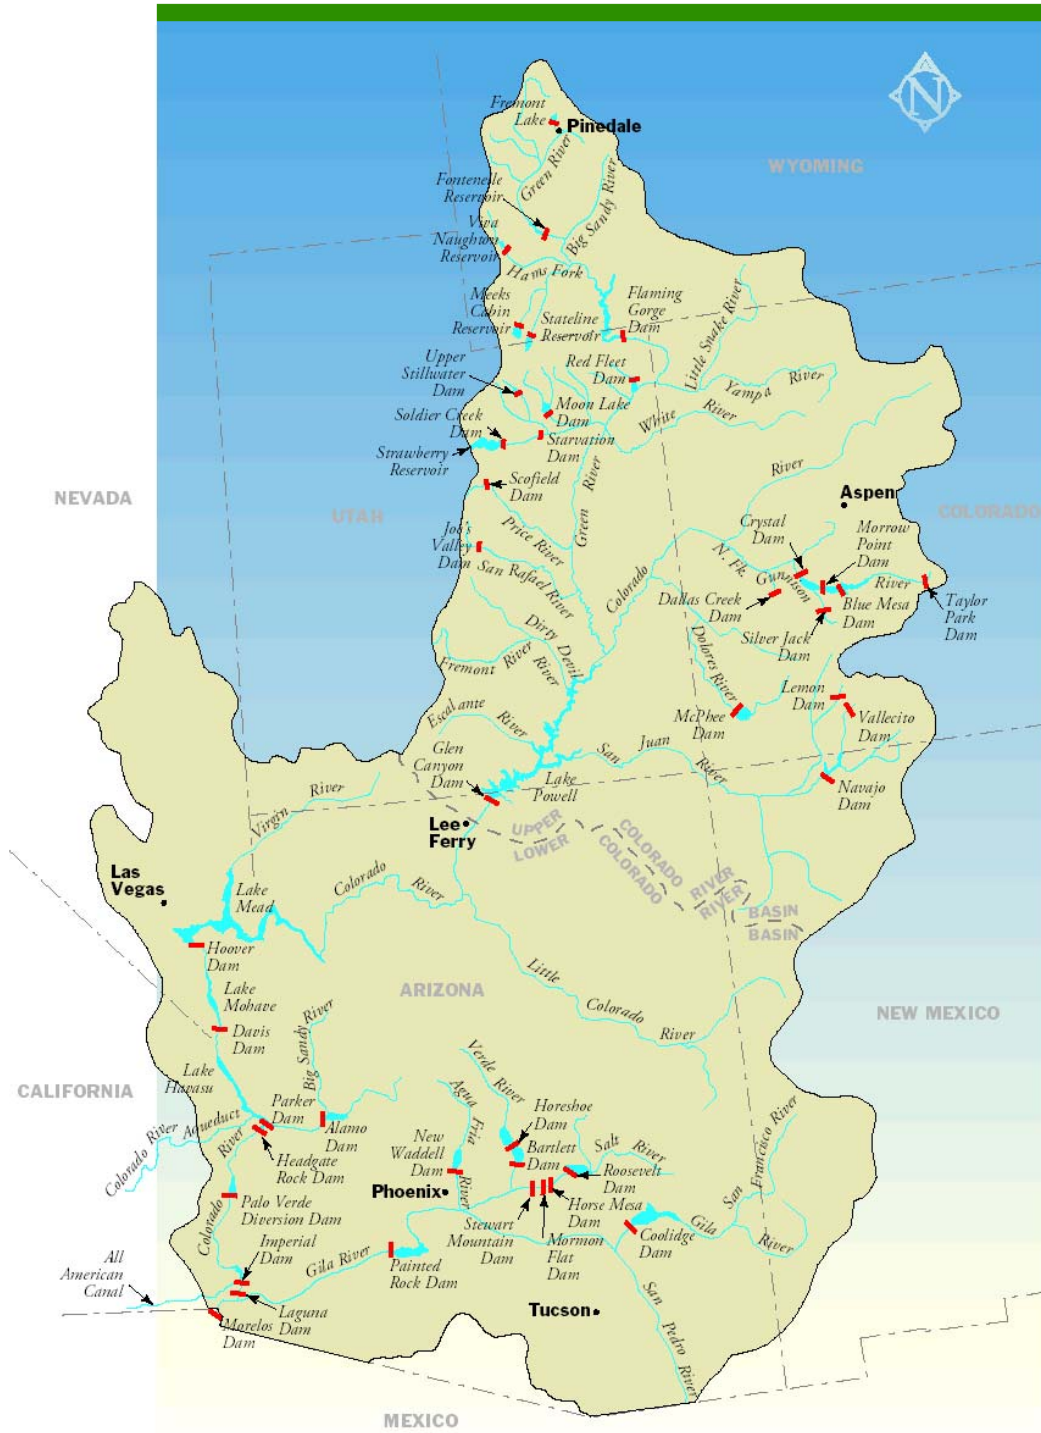 N
Fremont
Lake
Pinedale
WYOMING
Green River
Fontenelle
Reservoir
Big Sandy River
Viva
Naughton
Reservoir
Hams Fork
Meeks
Cabin
Reservoir
Stateline
Reservoir
Flaming
Gorge
Dam
Little Snake River
Upper
Stillwater
Dam
Red Fleet
Dam
Yampa River
Moon Lake
Dam
White River
Soldier Creek
Dam
Starvation
Dam
Strawberry
Reservoir
Scofield
Dam
Green River
River
NEVADA
UTAH
Aspen
COLORADO
Job's
Valley
Dam
Price River
Crystal
Dam
Morrow
Point
Dam
San Rafael River
Colorado
N. Fk.
Gunnison River
Dallas Creek
Dam
Blue Mesa
Dam
Taylor
Park
Dam
Silver Jack
Dam
Dirty Devil
River
Fremont River
Dolores River
Lemon
Dam
Escalante River
McPhee
Dam
Vallecito
Dam
Glen
Canyon
Dam
San Juan River
Lake
Powell
Navajo
Dam
Virgin River
Lee
Ferry
UPPER COLORADO RIVER BASIN
LOWER COLORADO RIVER BASIN
Las
Vegas
Lake
Mead
Colorado River
Hoover
Dam
Little Colorado River
ARIZONA
NEW MEXICO
Lake
Mohave
Davis
Dam
Big Sandy River
Lake
Havasu
CALIFORNIA
Verde River
Agua Fria River
Parker
Dam
Alamo
Dam
Horeshoe
Dam
San Francisco River
Colorado River Aqueduct
Headgate
Rock Dam
New
Waddell
Dam
Bartlett
Dam
Salt River
Roosevelt
Dam
Phoenix
Colorado River
Palo Verde
Diversion Dam
Horse Mesa
Dam
Stewart
Mountain
Dam
Mormon
Flat
Dam
Coolidge
Dam
Gila River
Imperial
Dam
Gila River
Painted
Rock Dam
All
American
Canal
Laguna
Dam
Morelos
Dam
Tucson
San Pedro River
MEXICO